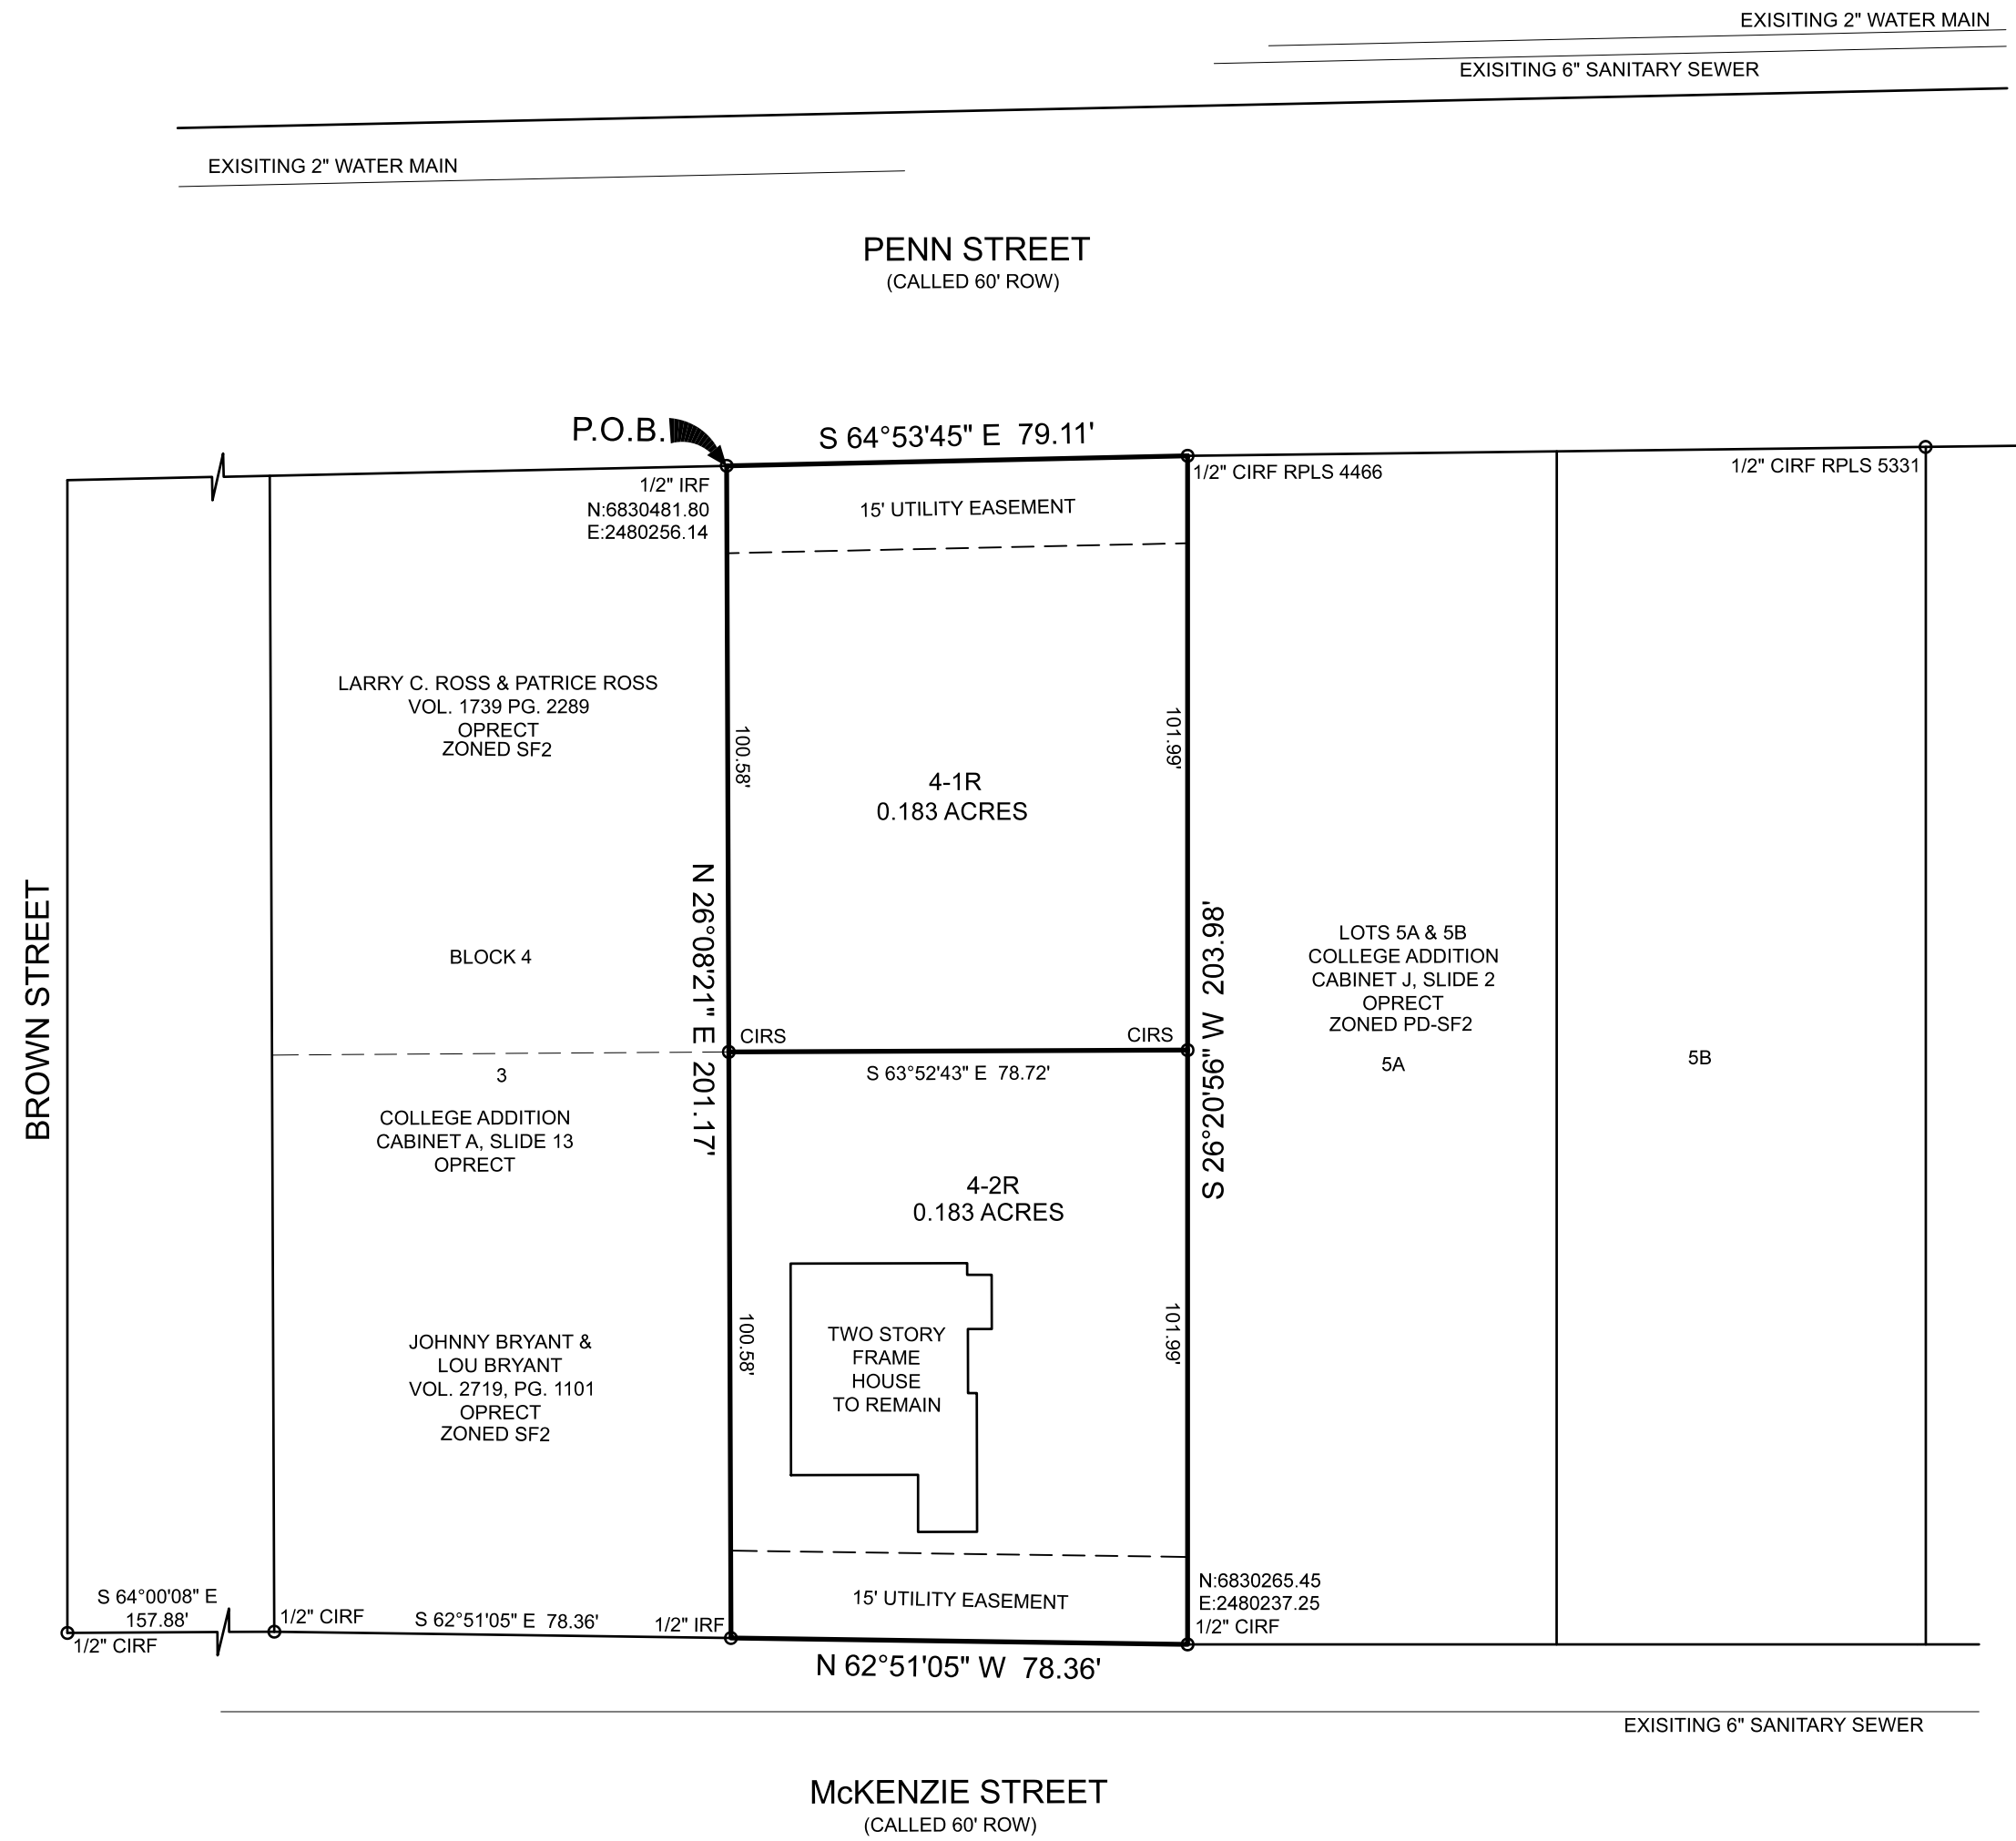 EXISITING 2" WATER MAIN
EXISITING 6" SANITARY SEWER
EXISITING 2" WATER MAIN
PENN STREET
(CALLED 60' ROW)
P.O.B.
S 64°53'45" E 79.11'
1/2" IRF
N:6830481.80
E:2480256.14
15' UTILITY EASEMENT
1/2" CIRF RPLS 4466
1/2" CIRF RPLS 5331
LARRY C. ROSS & PATRICE ROSS
VOL. 1739 PG. 2289
OPRECT
ZONED SF2
100.58'
101.99'
4-1R
0.183 ACRES
BROWN STREET
BLOCK 4
N 26°08'21" E 201.17'
S 26°20'56" W 203.98'
LOTS 5A & 5B
COLLEGE ADDITION
CABINET J, SLIDE 2
OPRECT
ZONED PD-SF2
5A
5B
CIRS
CIRS
S 63°52'43" E 78.72'
3
COLLEGE ADDITION
CABINET A, SLIDE 13
OPRECT
4-2R
0.183 ACRES
JOHNNY BRYANT &
LOU BRYANT
VOL. 2719, PG. 1101
OPRECT
ZONED SF2
100.58'
101.99'
TWO STORY
FRAME
HOUSE
TO REMAIN
S 64°00'08" E
157.88'
1/2" CIRF
1/2" CIRF
S 62°51'05" E 78.36'
1/2" IRF
15' UTILITY EASEMENT
N:6830265.45
E:2480237.25
1/2" CIRF
N 62°51'05" W 78.36'
EXISITING 6" SANITARY SEWER
McKENZIE STREET
(CALLED 60' ROW)